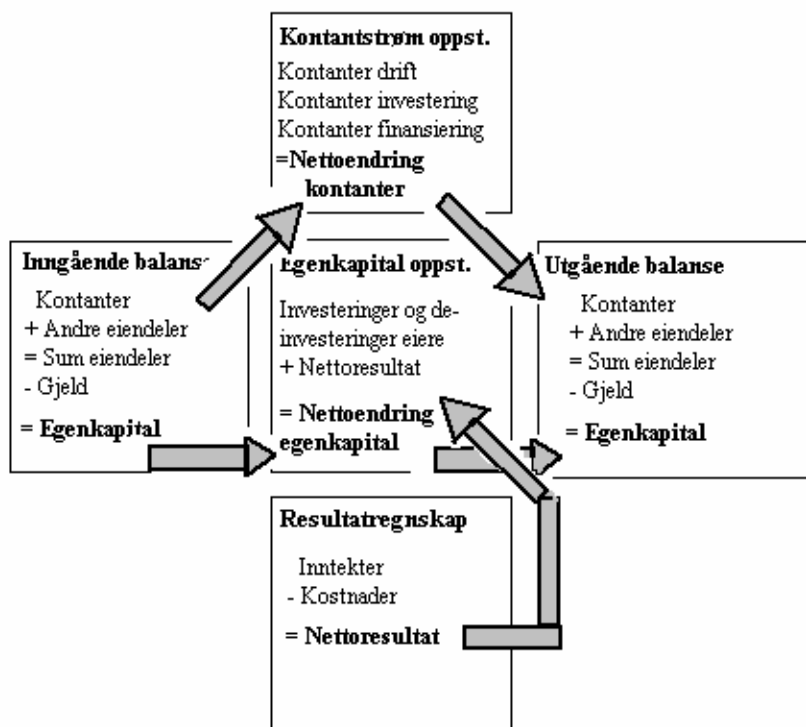 Kontantstrøm oppst.
Kontanter drift
Kontanter investering
Kontanter finansiering
=Nettoendring
kontanter
Inngående balans
Kontanter
+ Andre eiendeler
= Sum eiendeler
- Gjeld
= Egenkapital
Egenkapital oppst.
Investeringer og de-
investeringer eiere
+ Nettoresultat
= Nettoendring
egenkapital
Utgående balanse
Kontanter
+ Andre eiendeler
= Sum eiendeler
- Gjeld
= Egenkapital
Resultatregnskap
Inntekter
- Kostnader
= Nettoresultat